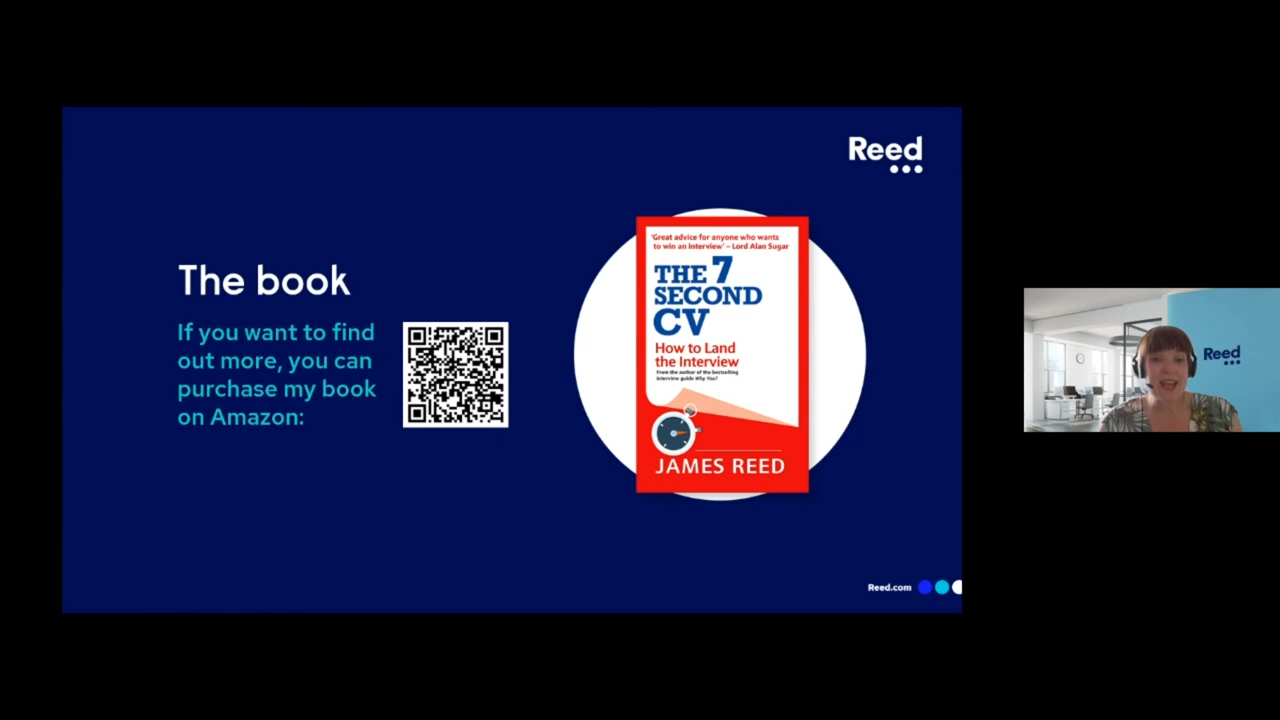 Reed
The book
If you want to find
out more, you can
purchase my book
on Amazon:
'Great advice for anyone who wants
to win an interview' – Lord Alan Sugar
THE 7
SECOND
CV
How to Land
the Interview
From the author of the bestselling
interview guide Why You?
JAMES REED
Reed.com
Reed